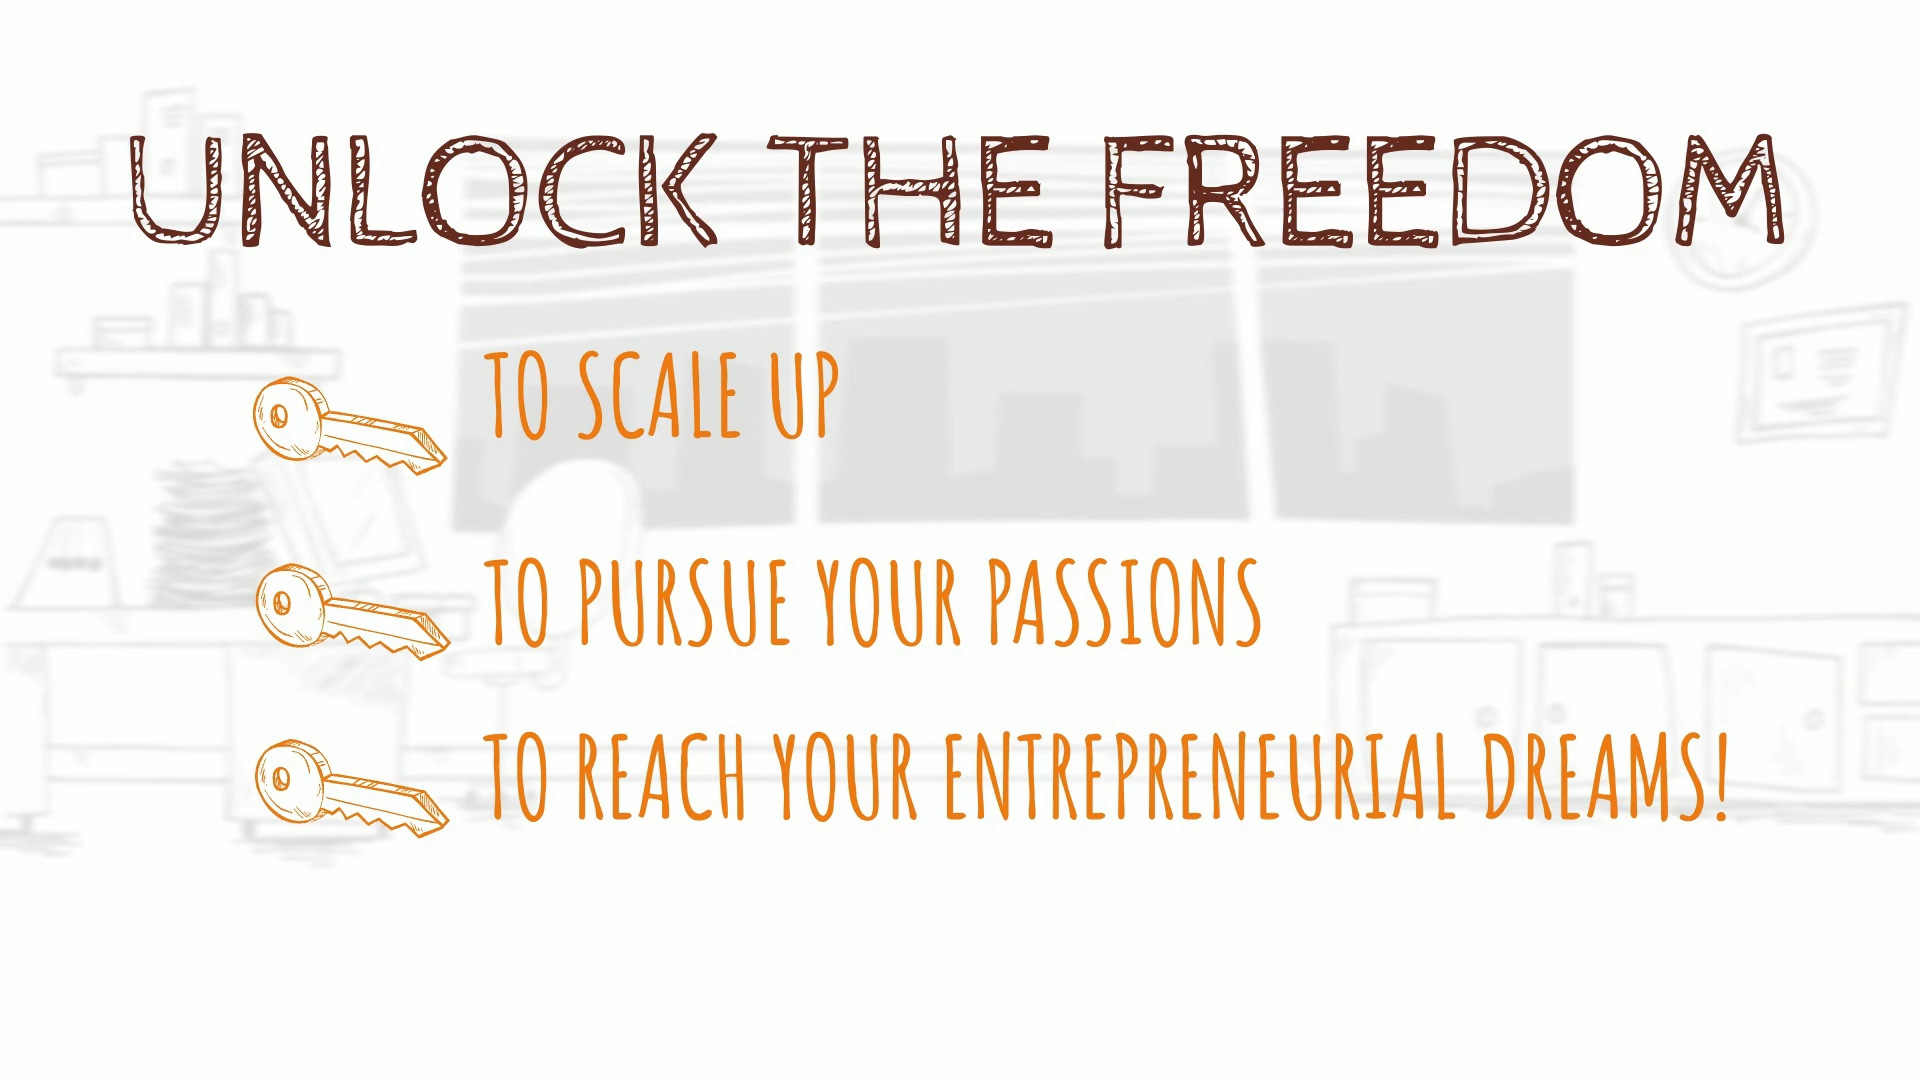 UNLOCK THE FREEDOM
TO SCALE UP
TO PURSUE YOUR PASSIONS
TO REACH YOUR ENTREPRENEURIAL DREAMS!